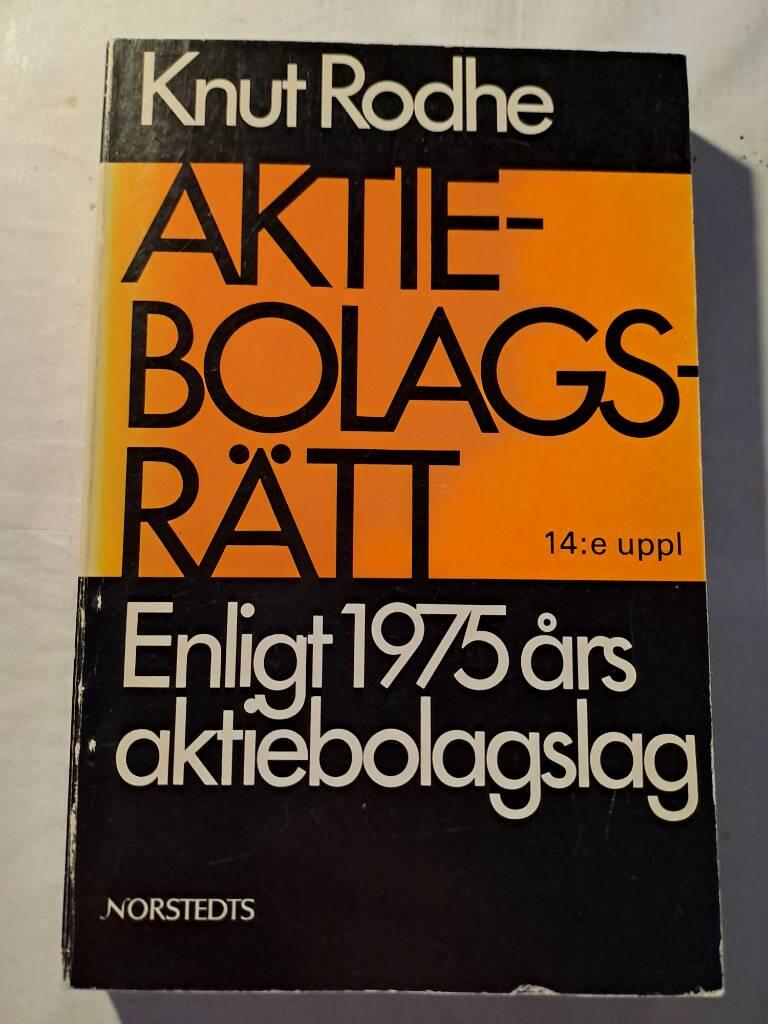 Knut Rodhe
AKTIE-
BOLAGS-
RÄTT
14:e uppl
Enligt 1975 års
aktiebolagslag
NORSTEDTS